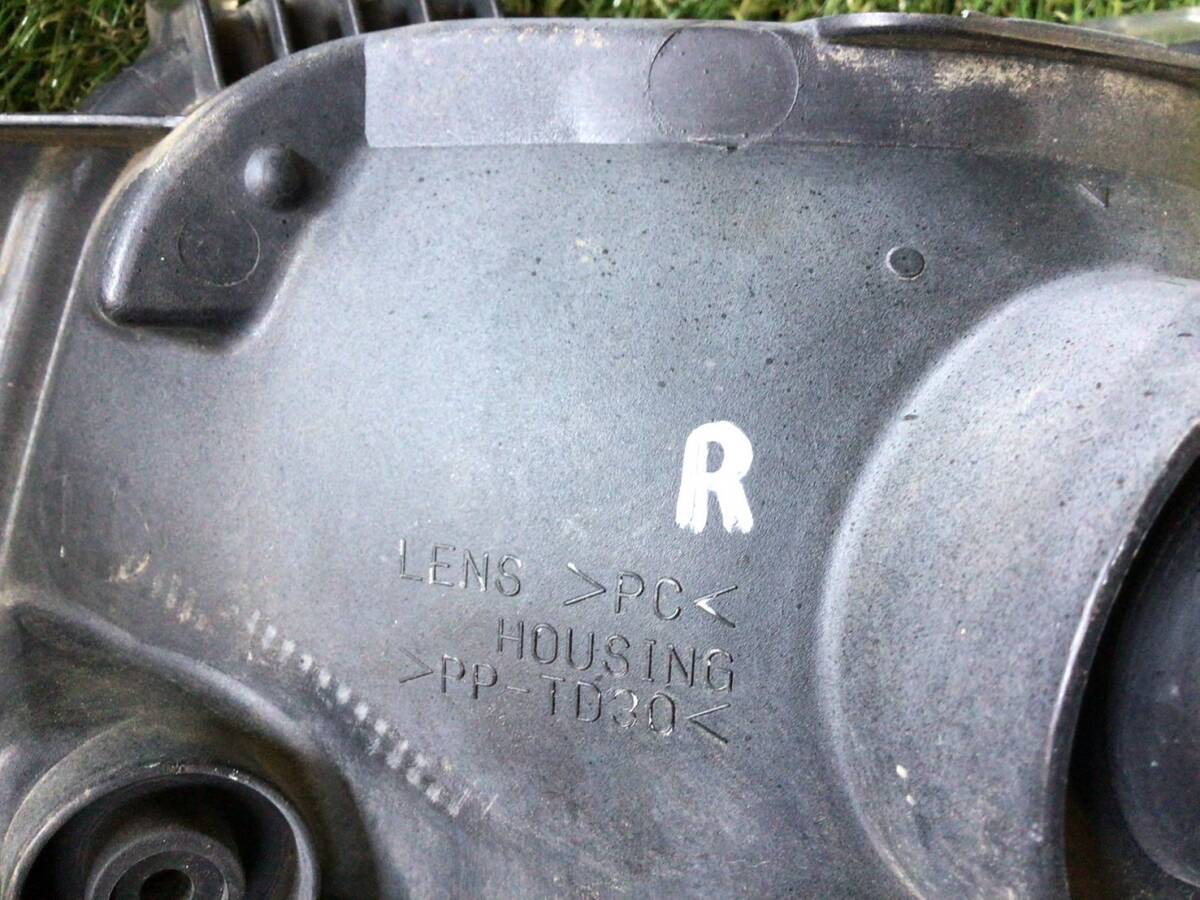 R
LENS >PC<
HOUSING
>PP-TD30<